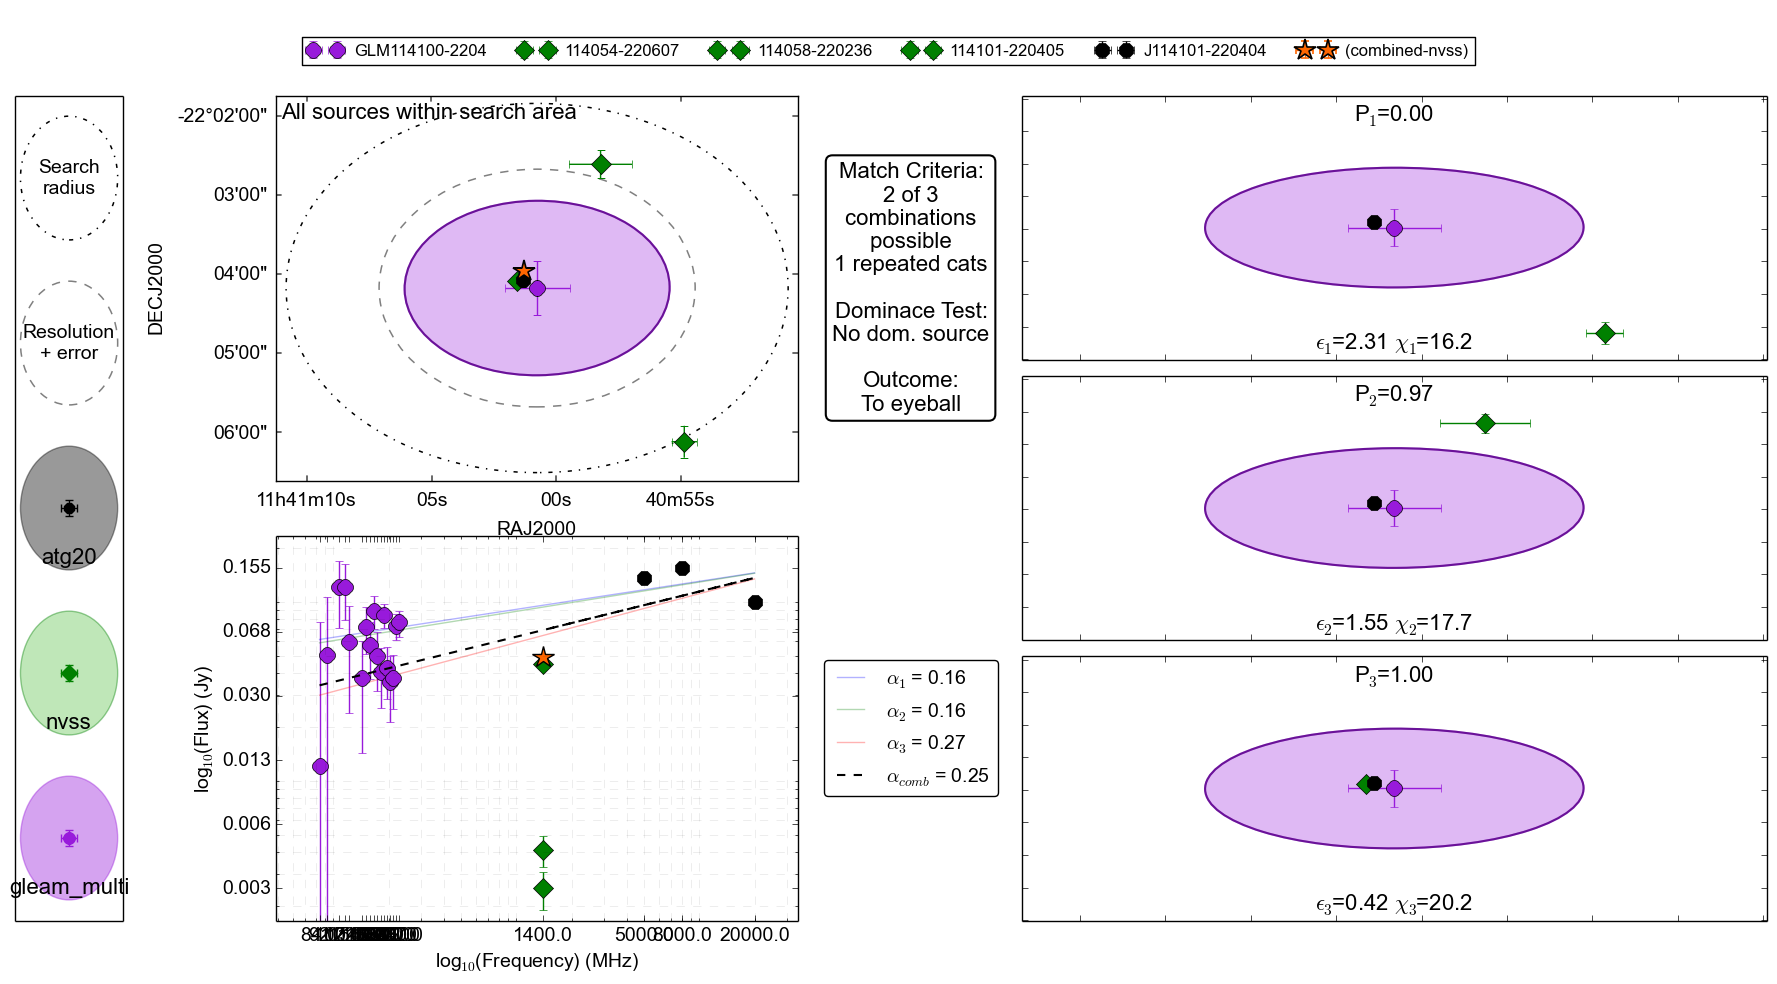 GLM114100-2204 114054-220607 114058-220236 114101-220405 J114101-220404 (combined-nvss)
Search
radius
Resolution
+ error
atg20
nvss
gleam_multi
All sources within search area
DECJ2000
-22°02'00"
03'00"
04'00"
05'00"
06'00"
11h41m10s 05s 00s 40m55s
RAJ2000
log10(Flux) (Jy)
0.155
0.068
0.030
0.013
0.006
0.003
1400.0 5000.0 8000.0 20000.0
log10(Frequency) (MHz)
Match Criteria:
2 of 3
combinations
possible
1 repeated cats
Dominace Test:
No dom. source
Outcome:
To eyeball
α1 = 0.16
α2 = 0.16
α3 = 0.27
αcomb = 0.25
P1=0.00
ϵ1=2.31 χ1=16.2
P2=0.97
ϵ2=1.55 χ2=17.7
P3=1.00
ϵ3=0.42 χ3=20.2